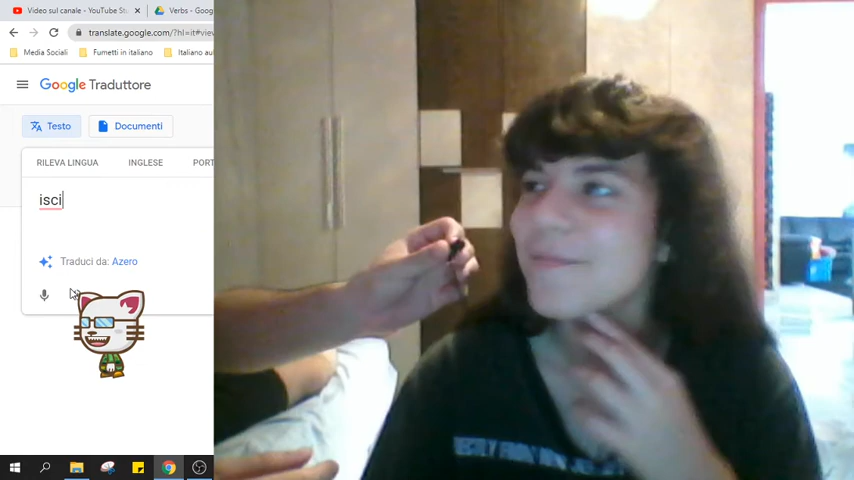 Video sul canale - YouTube St
Verbs - Goog
translate.google.com/?hl=it#view
Media Sociali
Fumetti in italiano
Italiano au
Google Traduttore
Testo
Documenti
RILEVA LINGUA
INGLESE
PORT
isci
Traduci da: Azero